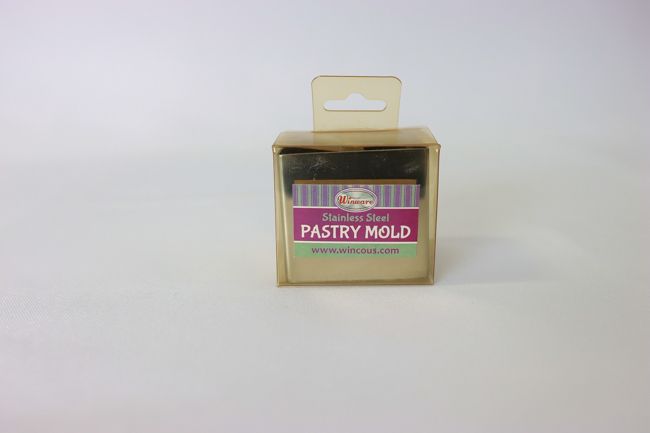 Winware
Stainless Steel
PASTRY MOLD
www.wincous.com